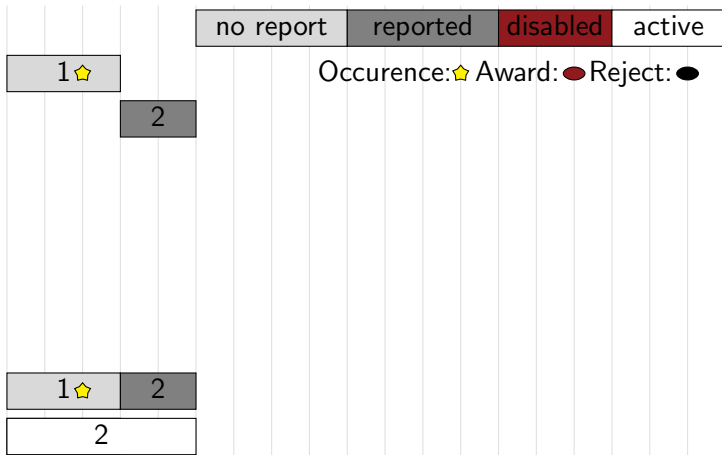 no report reported disabled active
1
Occurence: Award: Reject:
2
1 2
2